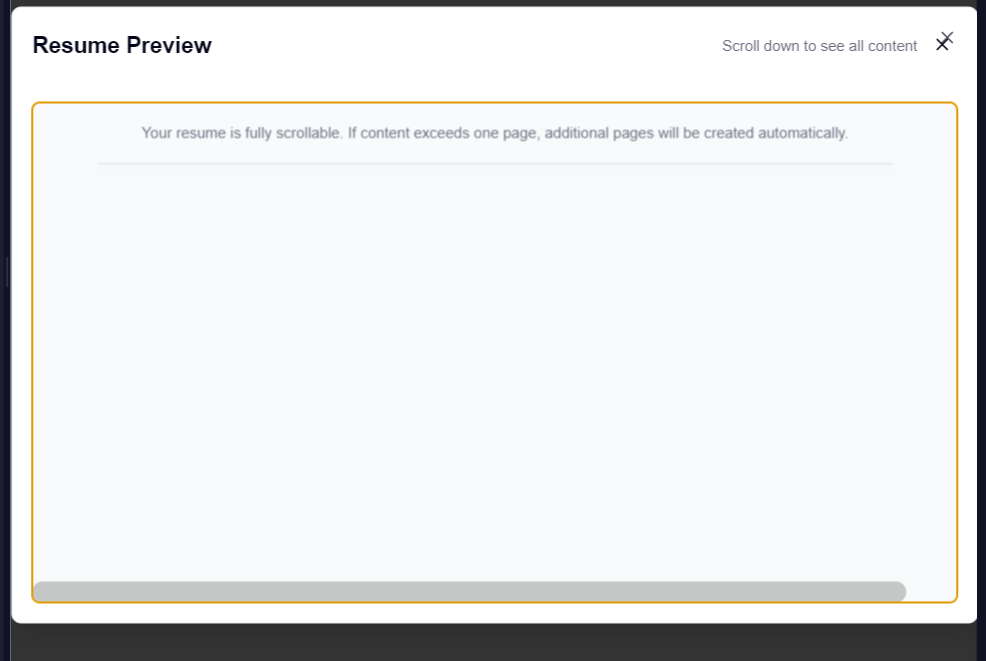 Resume Preview
Scroll down to see all content
Your resume is fully scrollable. If content exceeds one page, additional pages will be created automatically.